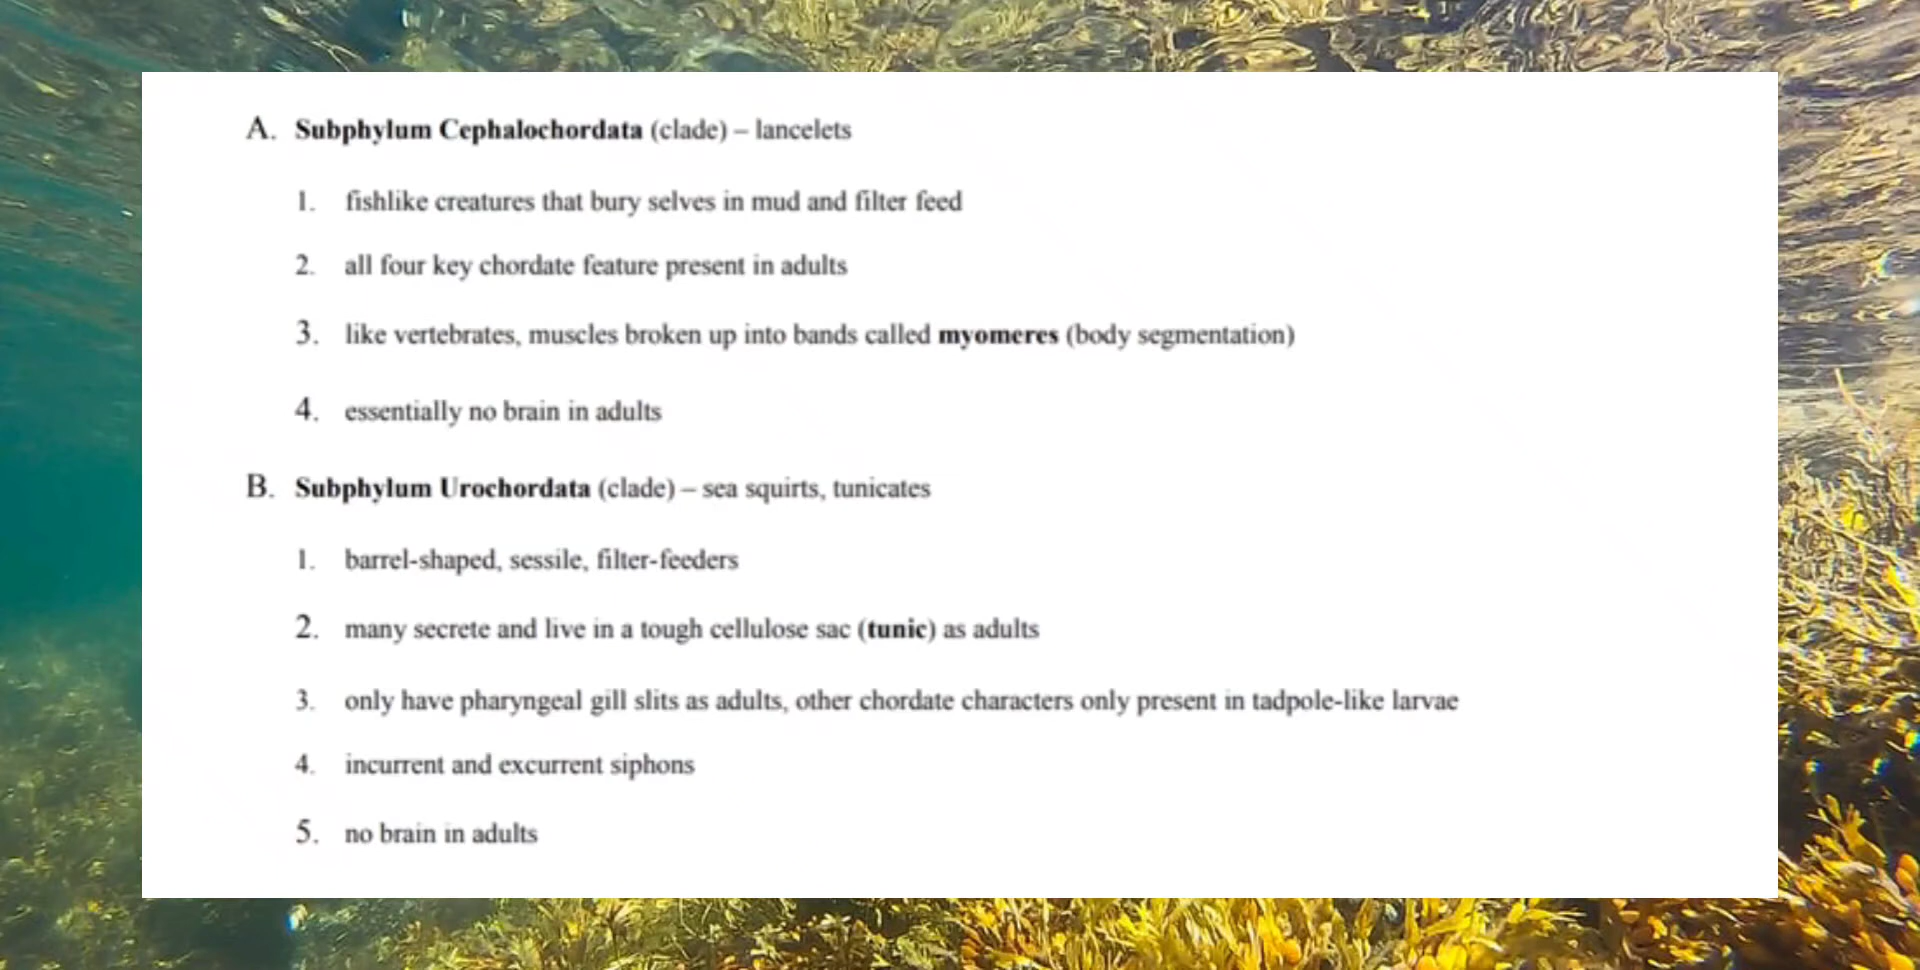 A. Subphylum Cephalochordata (clade) – lancelets
1. fishlike creatures that bury selves in mud and filter feed
2. all four key chordate feature present in adults
3. like vertebrates, muscles broken up into bands called myomeres (body segmentation)
4. essentially no brain in adults
B. Subphylum Urochordata (clade) – sea squirts, tunicates
1. barrel-shaped, sessile, filter-feeders
2. many secrete and live in a tough cellulose sac (tunic) as adults
3. only have pharyngeal gill slits as adults, other chordate characters only present in tadpole-like larvae
4. incurrent and excurrent siphons
5. no brain in adults